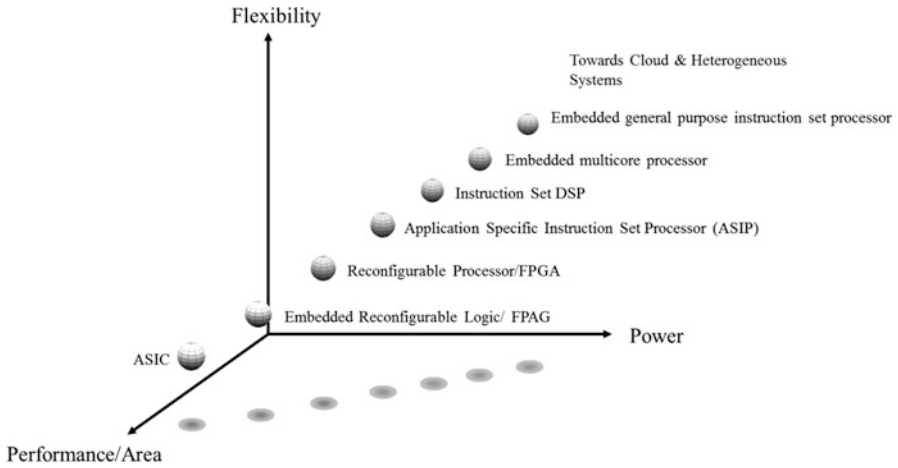 Flexibility
Towards Cloud & Heterogeneous
Systems
Embedded general purpose instruction set processor
Embedded multicore processor
Instruction Set DSP
Application Specific Instruction Set Processor (ASIP)
Reconfigurable Processor/FPGA
Embedded Reconfigurable Logic/ FPAG
Power
ASIC
Performance/Area